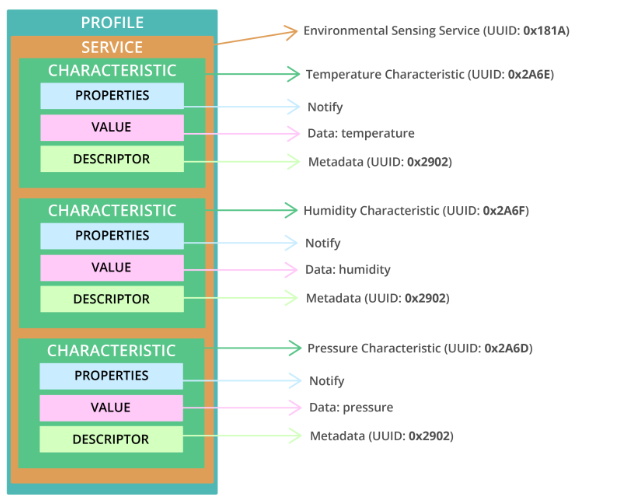 PROFILE
SERVICE
Environmental Sensing Service (UUID: 0x181A)
CHARACTERISTIC
Temperature Characteristic (UUID: 0x2A6E)
PROPERTIES
Notify
VALUE
Data: temperature
DESCRIPTOR
Metadata (UUID: 0x2902)
CHARACTERISTIC
Humidity Characteristic (UUID: 0x2A6F)
PROPERTIES
Notify
VALUE
Data: humidity
DESCRIPTOR
Metadata (UUID: 0x2902)
CHARACTERISTIC
Pressure Characteristic (UUID: 0x2A6D)
PROPERTIES
Notify
VALUE
Data: pressure
DESCRIPTOR
Metadata (UUID: 0x2902)